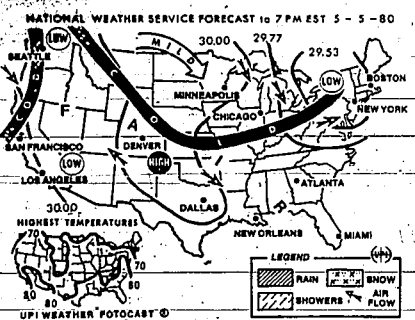 NATIONAL WEATHER SERVICE FORECAST to 7 PM EST 5 - 5 - 80
LOW
30.00
29.77
29.53
SEATTLE
MILD
LOW
BOSTON
MINNEAPOLIS
NEW YORK
CHICAGO
F
A
SAN FRANCISCO
DENVER
LOW
HIGH
LOS ANGELES
ATLANTA
30.00
DALLAS
R
HIGHEST TEMPERATURES
NEW ORLEANS
MIAMI
70
70
70
80
80
80
LEGEND
UPI
RAIN
SNOW
SHOWERS
AIR
FLOW
UPI WEATHER FOTOCAST ®